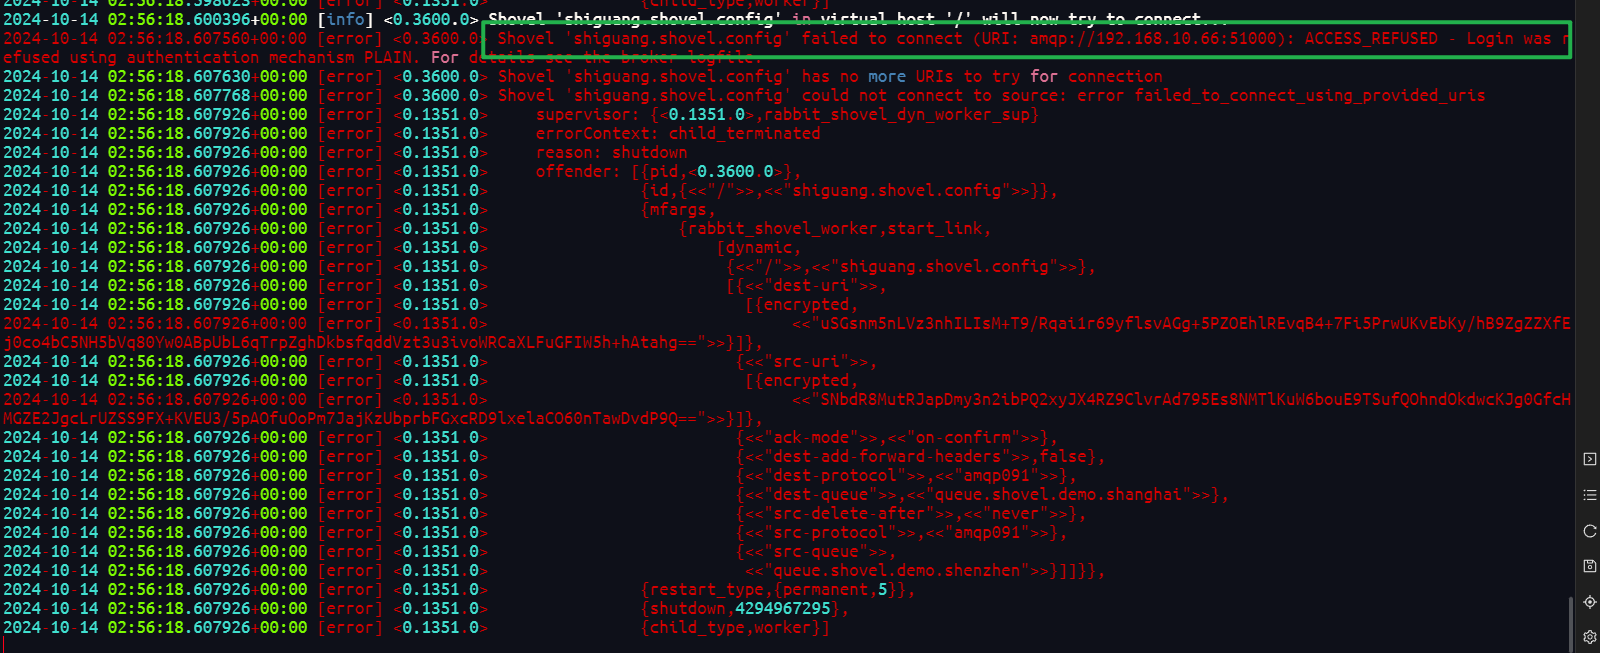 {child_type,worker}]
2024-10-14 02:56:18.600396+00:00 [info] <0.3600.0> Shovel 'shiguang.shovel.config' in virtual host '/' will now try to connect...
2024-10-14 02:56:18.607560+00:00 [error] <0.3600.0> Shovel 'shiguang.shovel.config' failed to connect (URI: amqp://192.168.10.66:51000): ACCESS_REFUSED - Login was r
efused using authentication mechanism PLAIN. For details see the broker logfile.
2024-10-14 02:56:18.607630+00:00 [error] <0.3600.0> Shovel 'shiguang.shovel.config' has no more URIs to try for connection
2024-10-14 02:56:18.607768+00:00 [error] <0.3600.0> Shovel 'shiguang.shovel.config' could not connect to source: error failed_to_connect_using_provided_uris
2024-10-14 02:56:18.607926+00:00 [error] <0.1351.0>     supervisor: {<0.1351.0>,rabbit_shovel_dyn_worker_sup}
2024-10-14 02:56:18.607926+00:00 [error] <0.1351.0>     errorContext: child_terminated
2024-10-14 02:56:18.607926+00:00 [error] <0.1351.0>     reason: shutdown
2024-10-14 02:56:18.607926+00:00 [error] <0.1351.0>     offender: [{pid,<0.3600.0>},
2024-10-14 02:56:18.607926+00:00 [error] <0.1351.0>                {id,{<<"/">>,<<"shiguang.shovel.config">>}},
2024-10-14 02:56:18.607926+00:00 [error] <0.1351.0>                {mfargs,
2024-10-14 02:56:18.607926+00:00 [error] <0.1351.0>                    {rabbit_shovel_worker,start_link,
2024-10-14 02:56:18.607926+00:00 [error] <0.1351.0>                        [dynamic,
2024-10-14 02:56:18.607926+00:00 [error] <0.1351.0>                         {<<"/">>,<<"shiguang.shovel.config">>},
2024-10-14 02:56:18.607926+00:00 [error] <0.1351.0>                         [{<<"dest-uri">>,
2024-10-14 02:56:18.607926+00:00 [error] <0.1351.0>                           [{encrypted,
2024-10-14 02:56:18.607926+00:00 [error] <0.1351.0>                                <<"uSGsnm5nLVz3nhILIsM+T9/Rqai1r69yflsvAGg+5PZOEhlREvqB4+7Fi5PrwUKvEbKy/hB9ZgZZXfE
j0co4bC5NH5bVq80Yw0ABpUbL6qTrpZghDkbsfqddVzt3u3ivoWRCaXLFuGFIW5h+hAtahg==">>}]},
2024-10-14 02:56:18.607926+00:00 [error] <0.1351.0>                          {<<"src-uri">>,
2024-10-14 02:56:18.607926+00:00 [error] <0.1351.0>                           [{encrypted,
2024-10-14 02:56:18.607926+00:00 [error] <0.1351.0>                                <<"SNbdR8MutRJapDmy3n2ibPQ2xyJX4RZ9ClvrAd795Es8NMTlKuW6bouE9TSufQOhndOkdwcKJg0GfcH
MGZE2JgcLrUZSS9FX+KVEU3/5pAOfuOoPm7JajKzUbprbFGxcRD9lxelaCO60nTawDvdP9Q==">>}]},
2024-10-14 02:56:18.607926+00:00 [error] <0.1351.0>                          {<<"ack-mode">>,<<"on-confirm">>},
2024-10-14 02:56:18.607926+00:00 [error] <0.1351.0>                          {<<"dest-add-forward-headers">>,false},
2024-10-14 02:56:18.607926+00:00 [error] <0.1351.0>                          {<<"dest-protocol">>,<<"amqp091">>},
2024-10-14 02:56:18.607926+00:00 [error] <0.1351.0>                          {<<"dest-queue">>,<<"queue.shovel.demo.shanghai">>},
2024-10-14 02:56:18.607926+00:00 [error] <0.1351.0>                          {<<"src-delete-after">>,<<"never">>},
2024-10-14 02:56:18.607926+00:00 [error] <0.1351.0>                          {<<"src-protocol">>,<<"amqp091">>},
2024-10-14 02:56:18.607926+00:00 [error] <0.1351.0>                          {<<"src-queue">>,
2024-10-14 02:56:18.607926+00:00 [error] <0.1351.0>                           <<"queue.shovel.demo.shenzhen">>}]]}},
2024-10-14 02:56:18.607926+00:00 [error] <0.1351.0>                {restart_type,{permanent,5}},
2024-10-14 02:56:18.607926+00:00 [error] <0.1351.0>                {shutdown,4294967295},
2024-10-14 02:56:18.607926+00:00 [error] <0.1351.0>                {child_type,worker}]